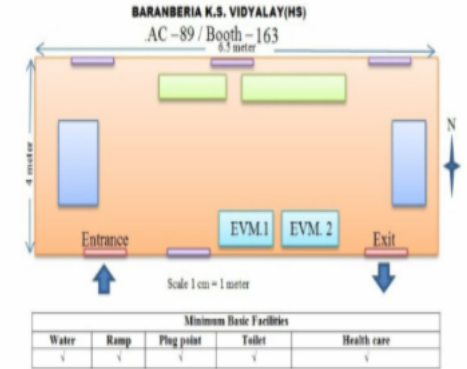 BARANBERIA K.S. VIDYALAY(HS)
AC –89 / Booth –163
6.5 meter
4 meter
N
EVM.1 EVM. 2
Entrance Exit
Scale 1 cm = 1 meter
Minimum Basic Facilities
Water Ramp Plug point Toilet Health care
√ √ √ √ √